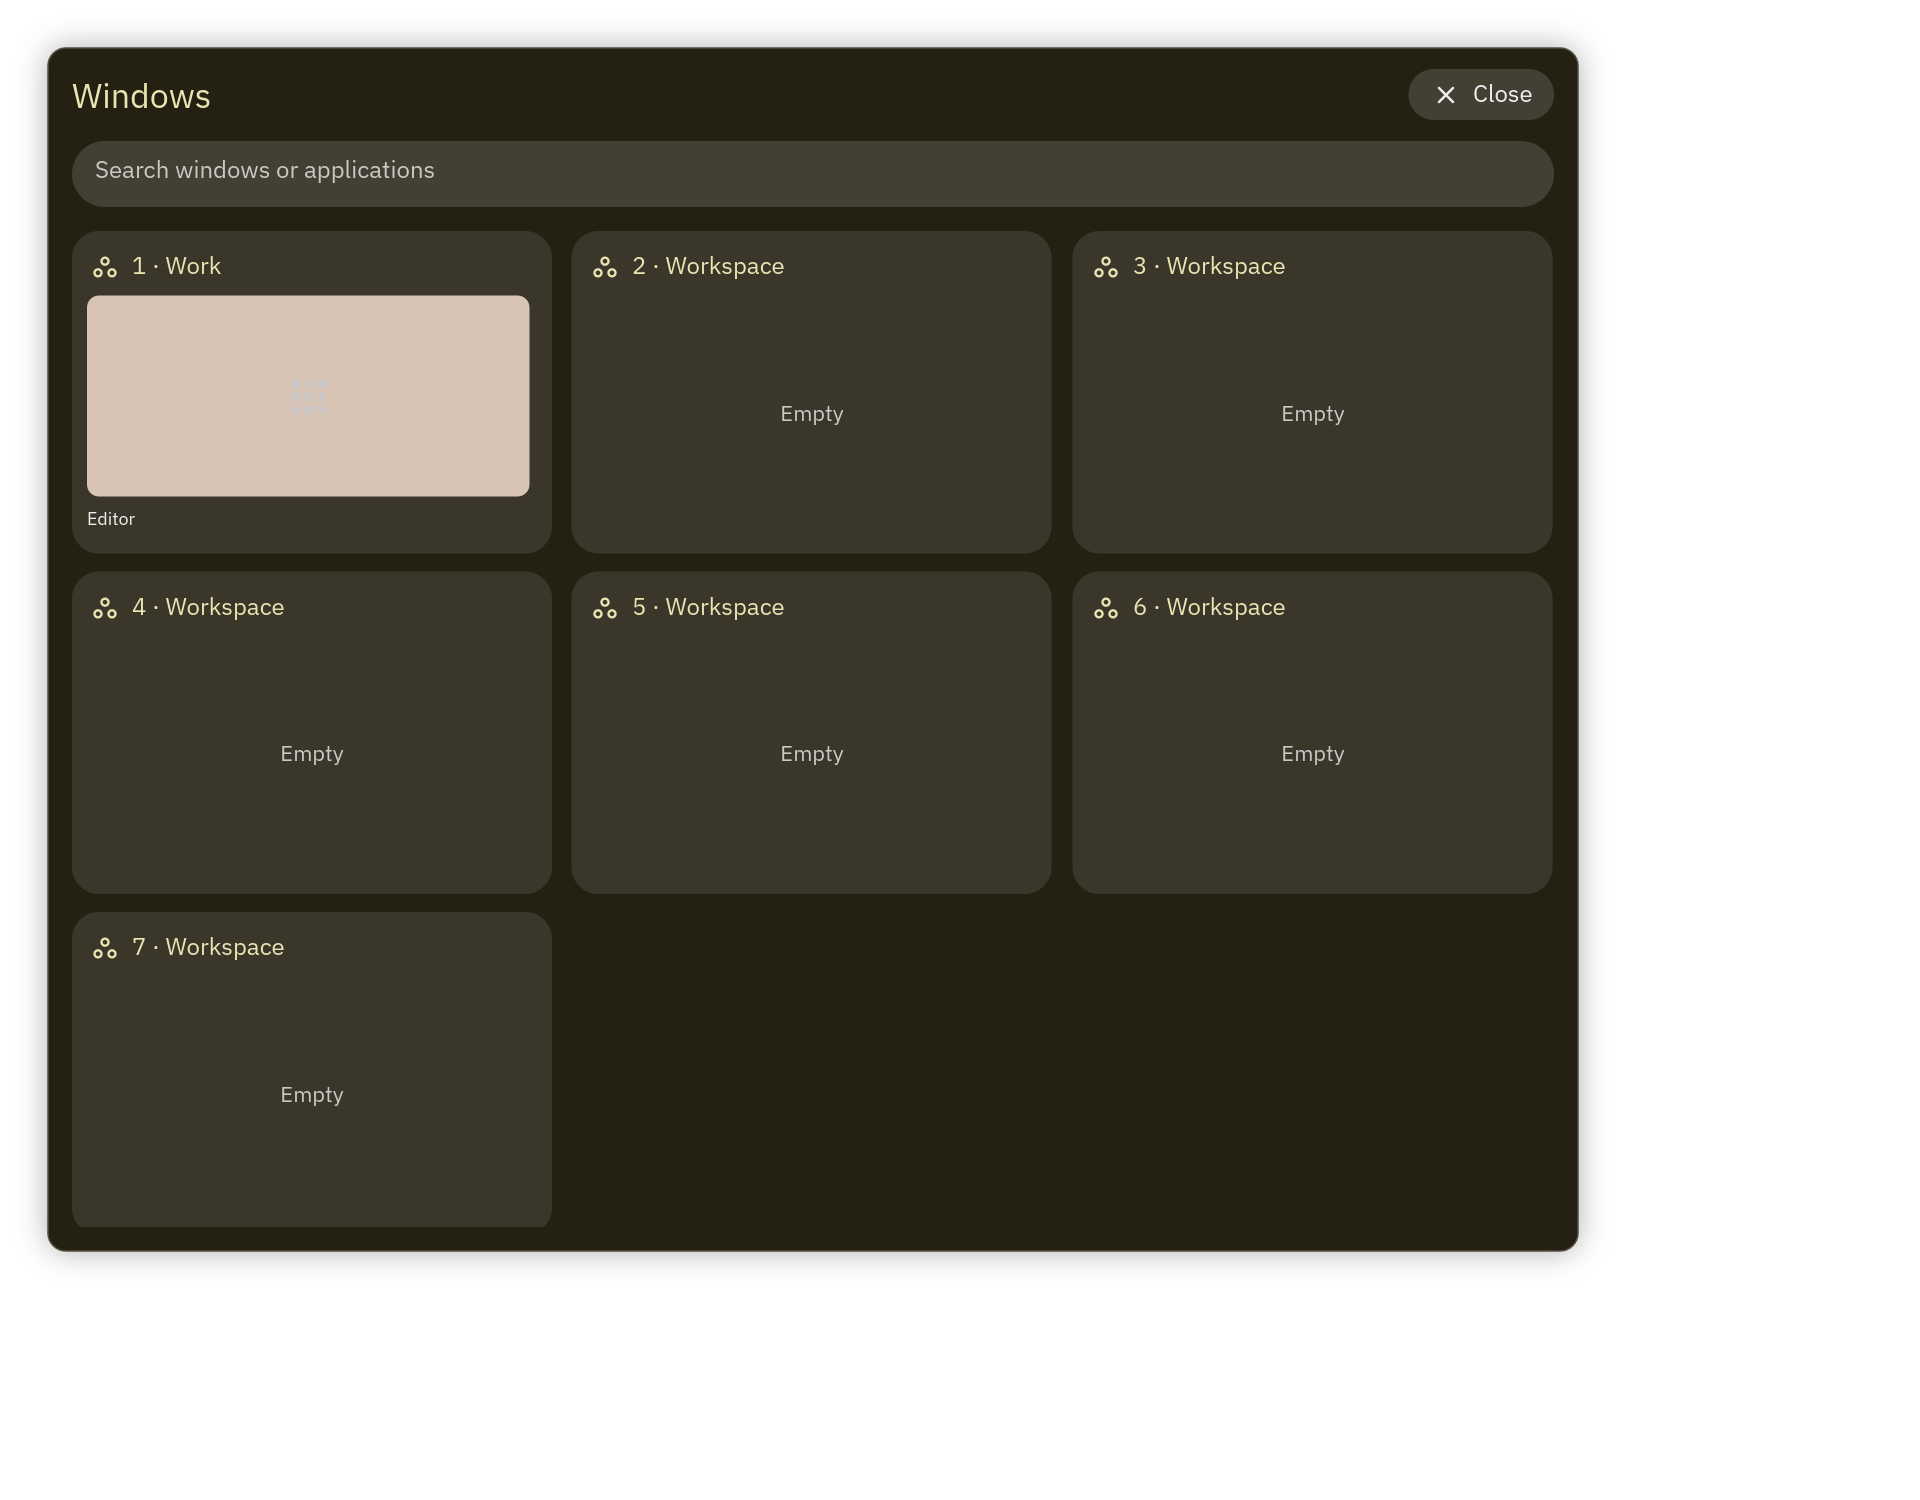 Windows
Close
Search windows or applications
1 · Work
2 · Workspace
3 · Workspace
Empty
Empty
Editor
4 · Workspace
5 · Workspace
6 · Workspace
Empty
Empty
Empty
7 · Workspace
Empty